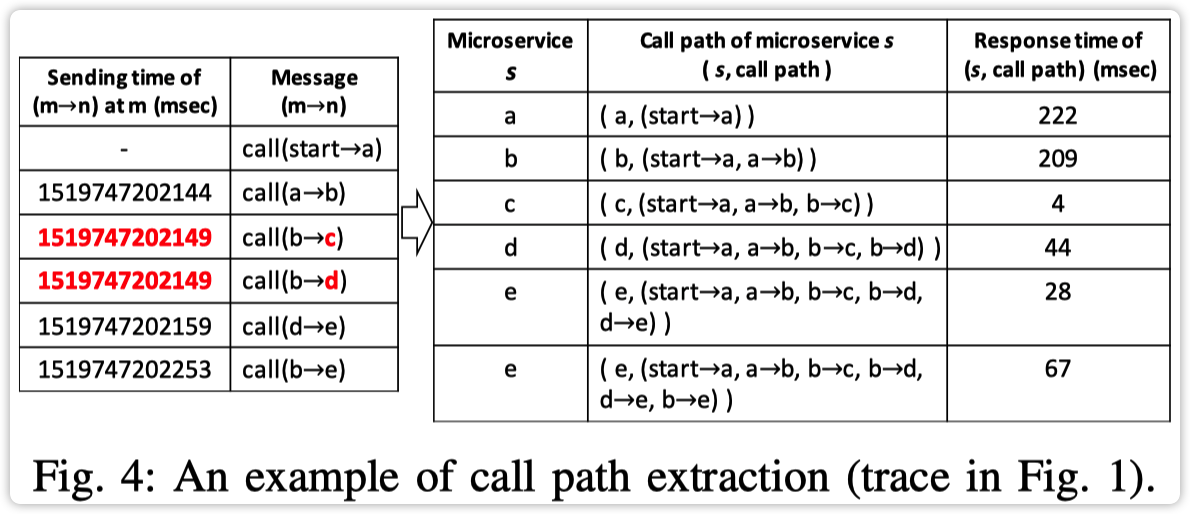 Sending time of (m→n) at m (msec) | Message (m→n)
- | call(start→a)
1519747202144 | call(a→b)
1519747202149 | call(b→c)
1519747202149 | call(b→d)
1519747202159 | call(d→e)
1519747202253 | call(b→e)
Microservice s | Call path of microservice s ( s, call path ) | Response time of (s, call path) (msec)
a | ( a, (start→a) ) | 222
b | ( b, (start→a, a→b) ) | 209
c | ( c, (start→a, a→b, b→c) ) | 4
d | ( d, (start→a, a→b, b→c, b→d) ) | 44
e | ( e, (start→a, a→b, b→c, b→d, d→e) ) | 28
e | ( e, (start→a, a→b, b→c, b→d, d→e, b→e) ) | 67
Fig. 4: An example of call path extraction (trace in Fig. 1).